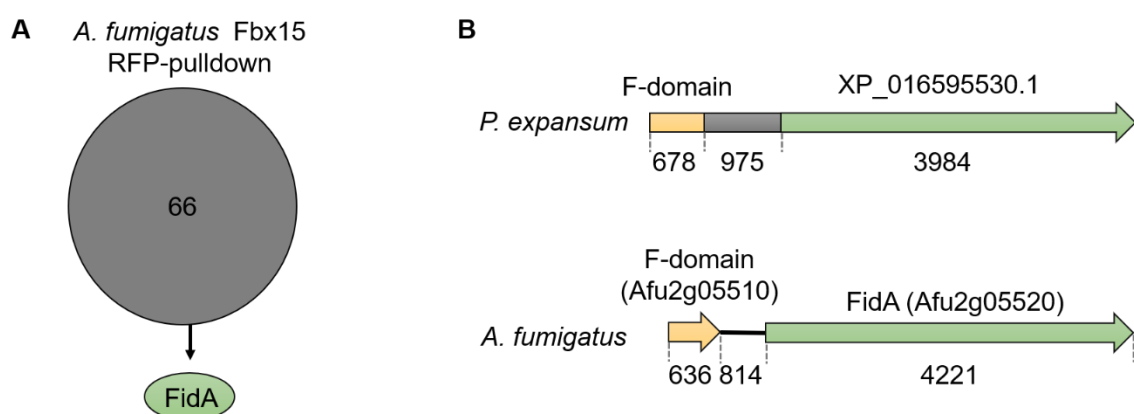 A
A. fumigatus Fbx15
RFP-pulldown
66
FidA
B
F-domain
XP_016595530.1
P. expansum
678 975 3984
F-domain
(Afu2g05510)
FidA (Afu2g05520)
A. fumigatus
636 814 4221